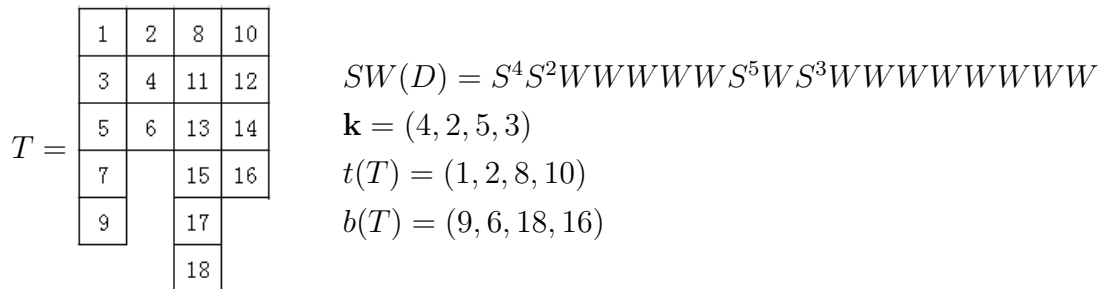 T =
1 2 8 10
3 4 11 12
5 6 13 14
7 15 16
9 17
18
SW(D) = S⁴S²WWWWWS⁵WS³WWWWWWWW
k = (4, 2, 5, 3)
t(T) = (1, 2, 8, 10)
b(T) = (9, 6, 18, 16)